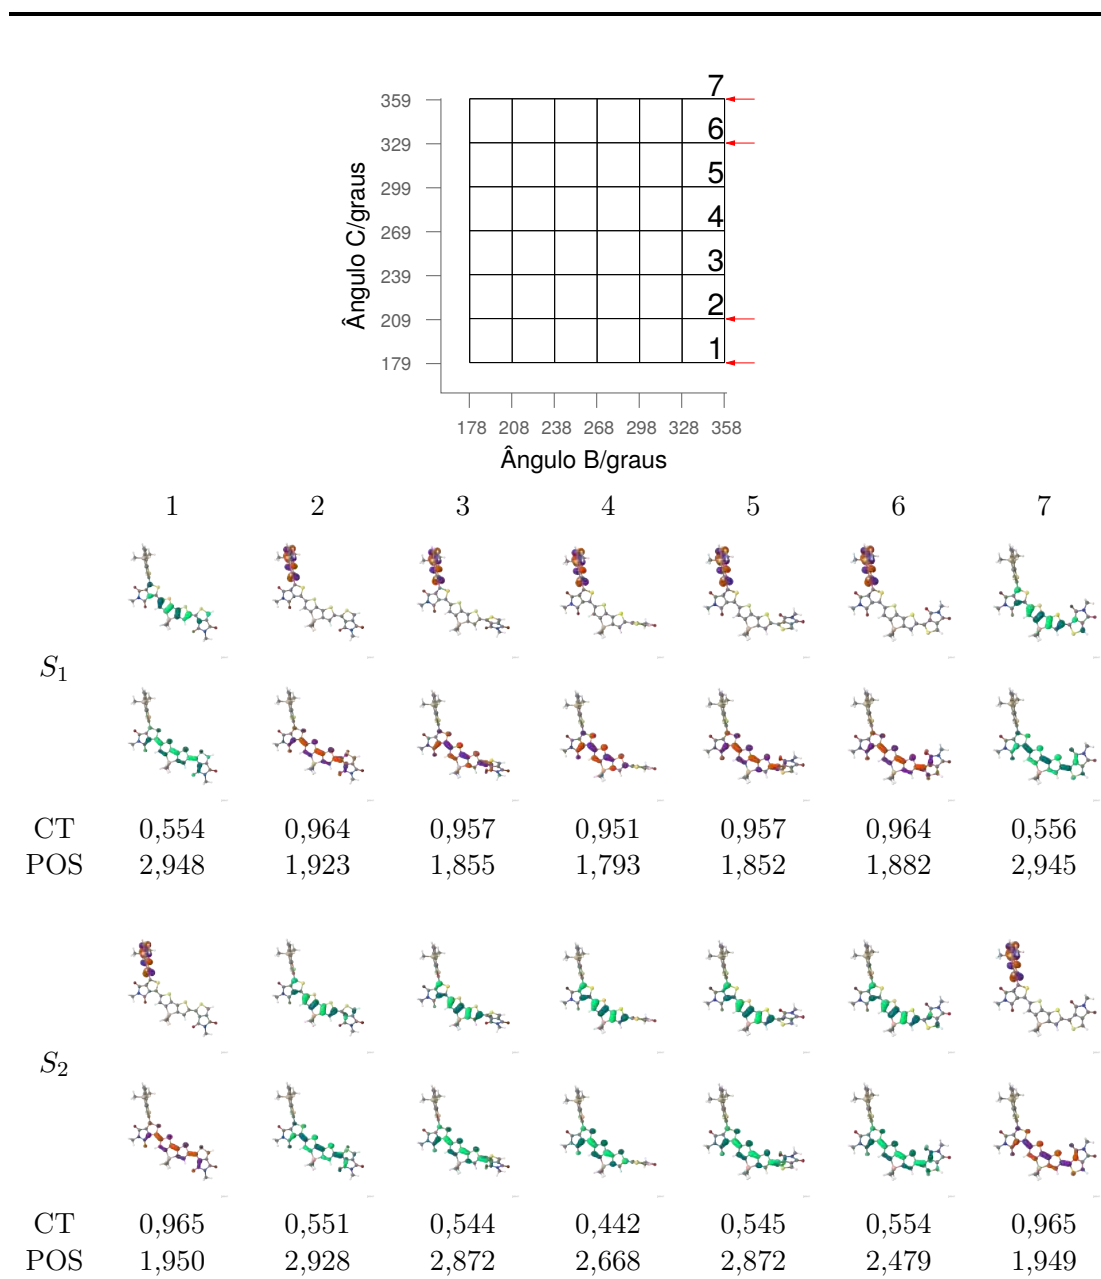 7
359
6
329
5
299
4
269
3
239
2
209
1
179
Ângulo C/graus
178 208 238 268 298 328 358
Ângulo B/graus
1 2 3 4 5 6 7
S1
CT 0,554 0,964 0,957 0,951 0,957 0,964 0,556
POS 2,948 1,923 1,855 1,793 1,852 1,882 2,945
S2
CT 0,965 0,551 0,544 0,442 0,545 0,554 0,965
POS 1,950 2,928 2,872 2,668 2,872 2,479 1,949